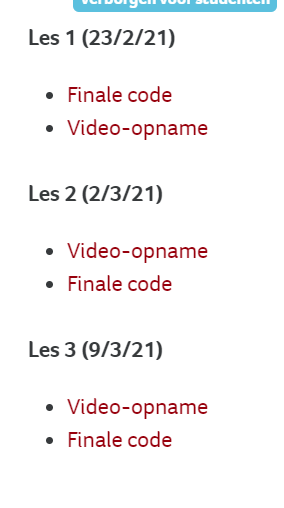 Verborgen voor studenten
Les 1 (23/2/21)
Finale code
Video-opname
Les 2 (2/3/21)
Video-opname
Finale code
Les 3 (9/3/21)
Video-opname
Finale code